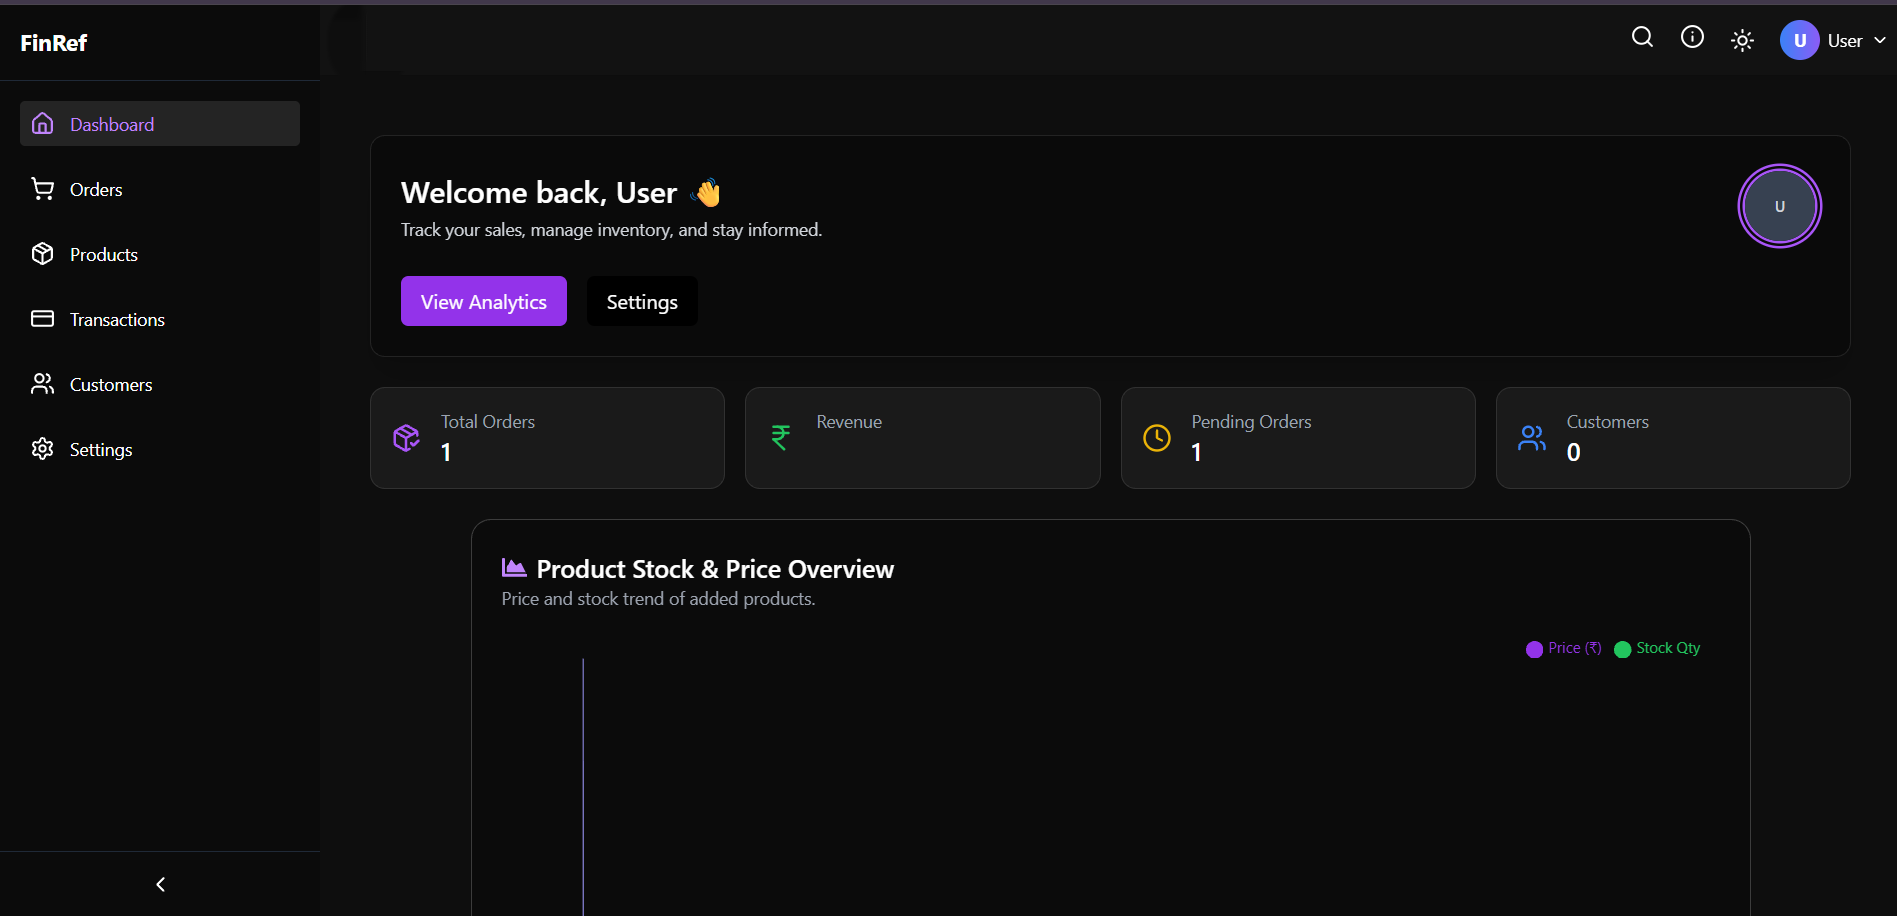 FinRef
U User
Dashboard
Orders
Products
Transactions
Customers
Settings
Welcome back, User 👋
Track your sales, manage inventory, and stay informed.
U
View Analytics Settings
Total Orders
1
₹
Revenue
Pending Orders
1
Customers
0
Product Stock & Price Overview
Price and stock trend of added products.
Price (₹) Stock Qty